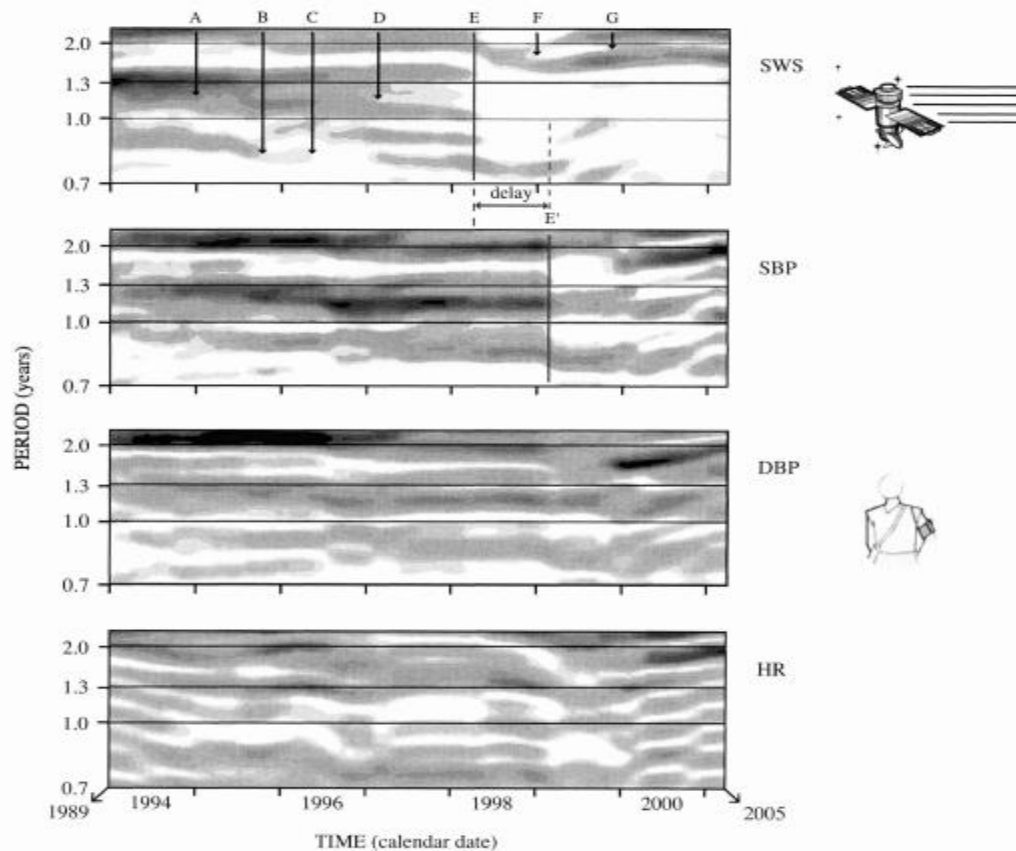 A B C D E F G
2.0
1.3
1.0
0.7
SWS
delay
E'
2.0
1.3
1.0
0.7
SBP
PERIOD (years)
2.0
1.3
1.0
0.7
DBP
2.0
1.3
1.0
0.7
HR
1989 1994 1996 1998 2000 2005
TIME (calendar date)